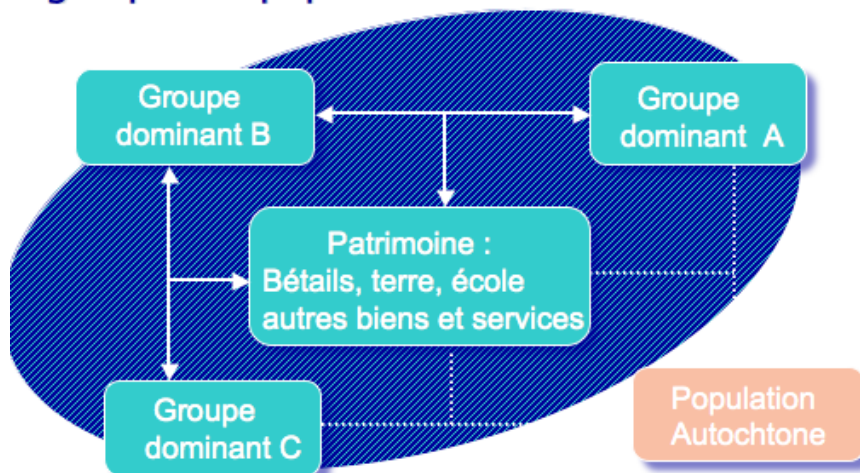 Groupe
dominant B
Groupe
dominant A
Patrimoine :
Bétails, terre, école
autres biens et services
Groupe
dominant C
Population
Autochtone